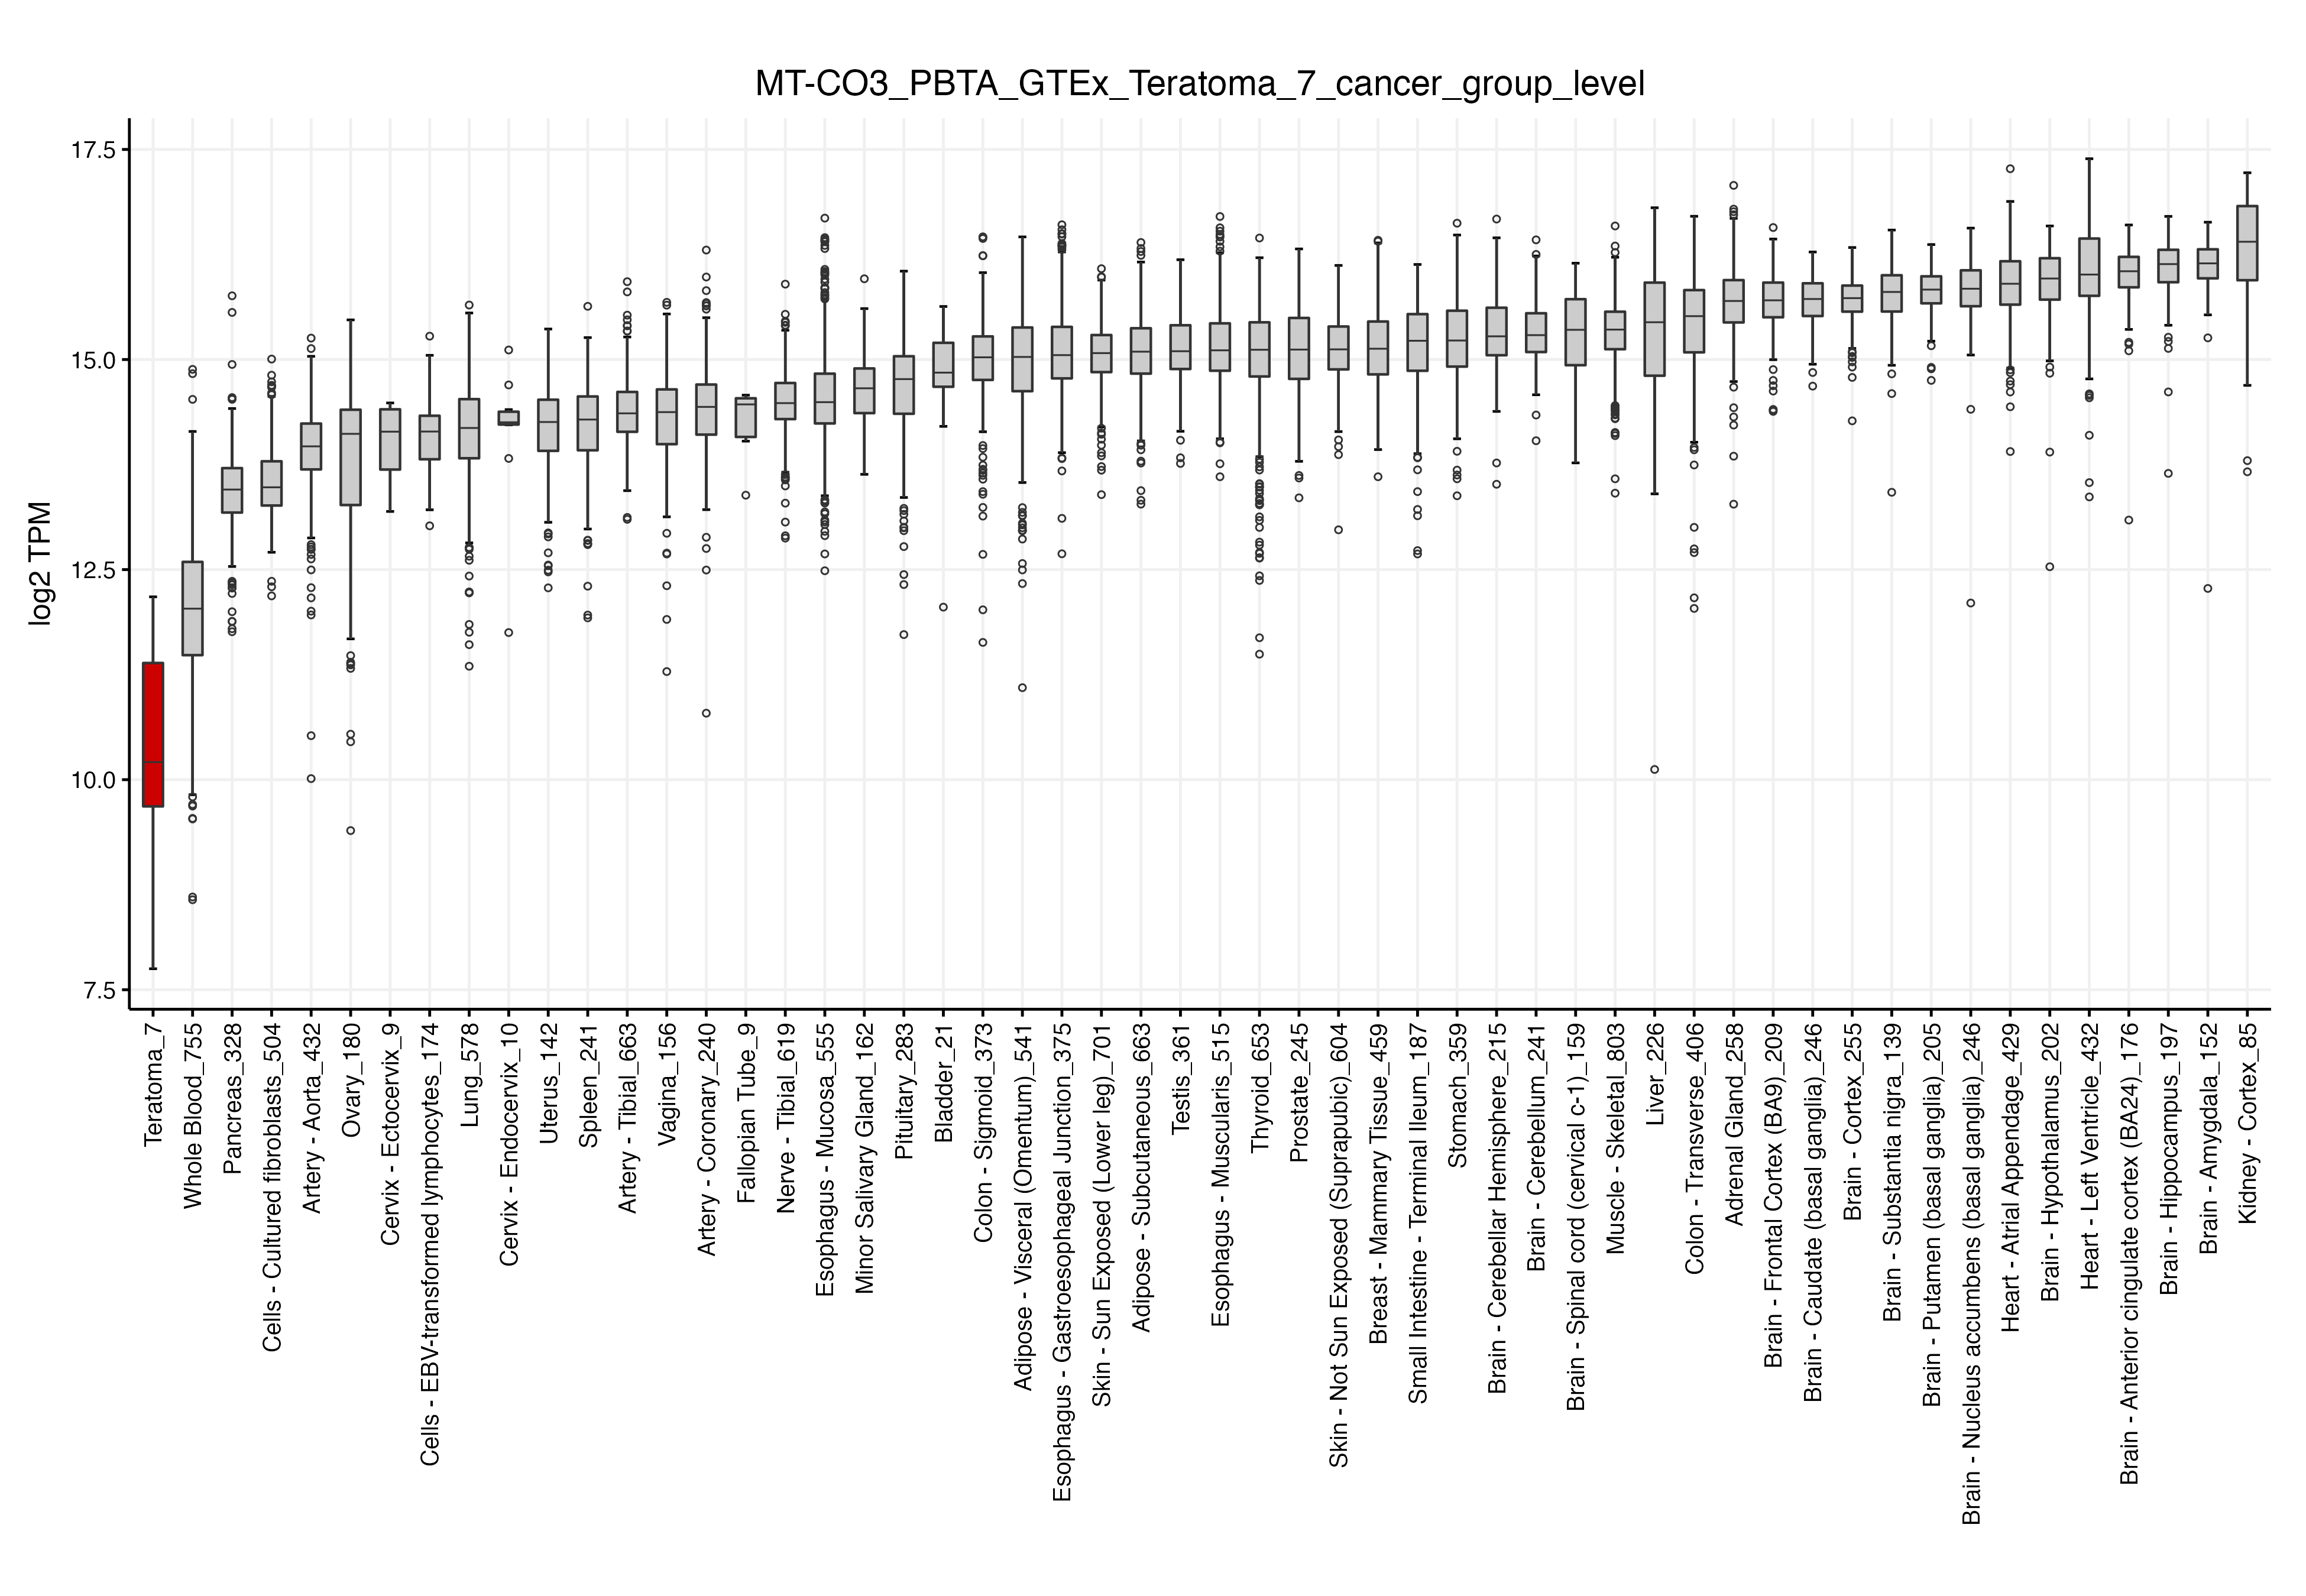 MT-CO3_PBTA_GTEx_Teratoma_7_cancer_group_level
log2 TPM
17.5
15.0
12.5
10.0
7.5
Teratoma_7
Whole Blood_755
Pancreas_328
Cells - Cultured fibroblasts_504
Artery - Aorta_432
Ovary_180
Cervix - Ectocervix_9
Cells - EBV-transformed lymphocytes_174
Lung_578
Cervix - Endocervix_10
Uterus_142
Spleen_241
Artery - Tibial_663
Vagina_156
Artery - Coronary_240
Fallopian Tube_9
Nerve - Tibial_619
Esophagus - Mucosa_555
Minor Salivary Gland_162
Pituitary_283
Bladder_21
Colon - Sigmoid_373
Adipose - Visceral (Omentum)_541
Esophagus - Gastroesophageal Junction_375
Skin - Sun Exposed (Lower leg)_701
Adipose - Subcutaneous_663
Testis_361
Esophagus - Muscularis_515
Thyroid_653
Prostate_245
Skin - Not Sun Exposed (Suprapubic)_604
Breast - Mammary Tissue_459
Small Intestine - Terminal Ileum_187
Stomach_359
Brain - Cerebellar Hemisphere_215
Brain - Cerebellum_241
Brain - Spinal cord (cervical c-1)_159
Muscle - Skeletal_803
Liver_226
Colon - Transverse_406
Adrenal Gland_258
Brain - Frontal Cortex (BA9)_209
Brain - Caudate (basal ganglia)_246
Brain - Cortex_255
Brain - Substantia nigra_139
Brain - Putamen (basal ganglia)_205
Brain - Nucleus accumbens (basal ganglia)_246
Heart - Atrial Appendage_429
Brain - Hypothalamus_202
Heart - Left Ventricle_432
Brain - Anterior cingulate cortex (BA24)_176
Brain - Hippocampus_197
Brain - Amygdala_152
Kidney - Cortex_85